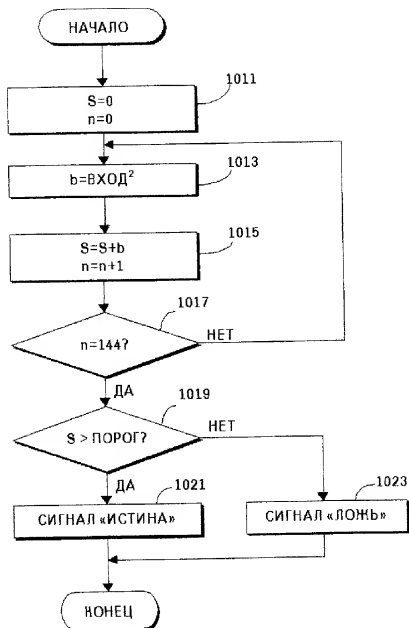 НАЧАЛО
S=0
n=0
1011
b=ВХОД²
1013
S=S+b
n=n+1
1015
n=144?
1017
НЕТ
ДА
S > ПОРОГ?
1019
НЕТ
ДА
СИГНАЛ «ИСТИНА»
1021
СИГНАЛ «ЛОЖЬ»
1023
КОНЕЦ